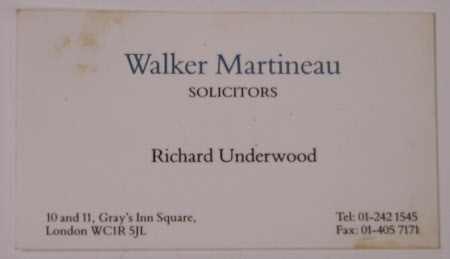 Walker Martineau
SOLICITORS
Richard Underwood
10 and 11, Gray's Inn Square,
London WC1R 5JL
Tel: 01-242 1545
Fax: 01-405 7171